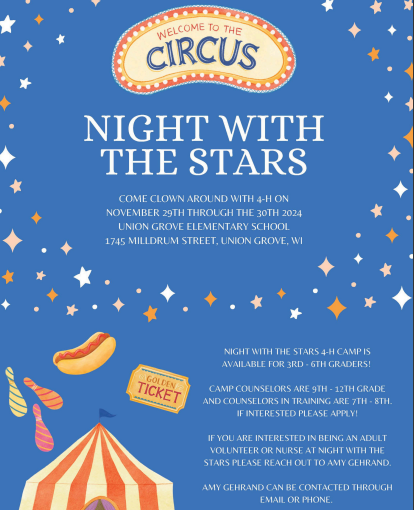 WELCOME TO THE
CIRCUS
NIGHT WITH
THE STARS
COME CLOWN AROUND WITH 4-H ON
NOVEMBER 29TH THROUGH THE 30TH 2024
UNION GROVE ELEMENTARY SCHOOL
1745 MILLDRUM STREET, UNION GROVE, WI
NIGHT WITH THE STARS 4-H CAMP IS
AVAILABLE FOR 3RD - 6TH GRADERS!
GOLDEN
TICKET
CAMP COUNSELORS ARE 9TH - 12TH GRADE
AND COUNSELORS IN TRAINING ARE 7TH - 8TH.
IF INTERESTED PLEASE APPLY!
IF YOU ARE INTERESTED IN BEING AN ADULT
VOLUNTEER OR NURSE AT NIGHT WITH THE
STARS PLEASE REACH OUT TO AMY GEHRAND.
AMY GEHRAND CAN BE CONTACTED THROUGH
EMAIL OR PHONE.